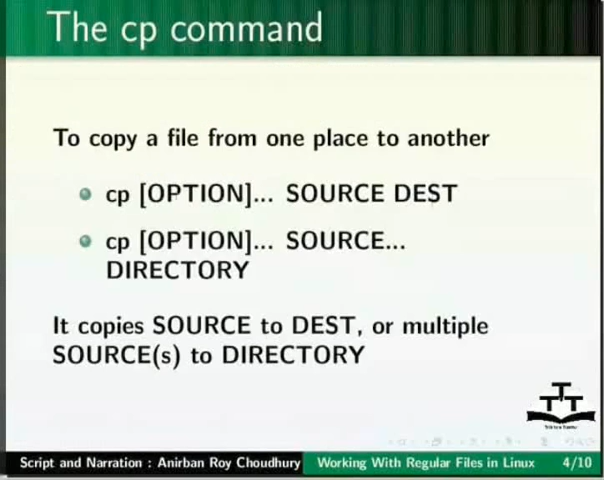 The cp command
To copy a file from one place to another
cp [OPTION]... SOURCE DEST
cp [OPTION]... SOURCE...
DIRECTORY
It copies SOURCE to DEST, or multiple
SOURCE(s) to DIRECTORY
Script and Narration : Anirban Roy Choudhury Working With Regular Files in Linux 4/10